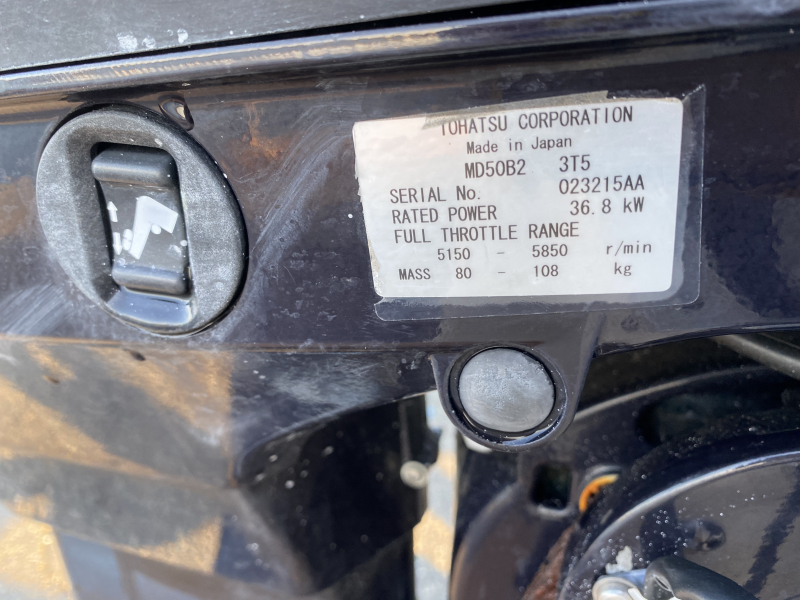 TOHATSU CORPORATION
Made in Japan
MD50B2 3T5
SERIAL No. 023215AA
RATED POWER 36.8 kW
FULL THROTTLE RANGE
5150 - 5850 r/min
MASS 80 - 108 kg